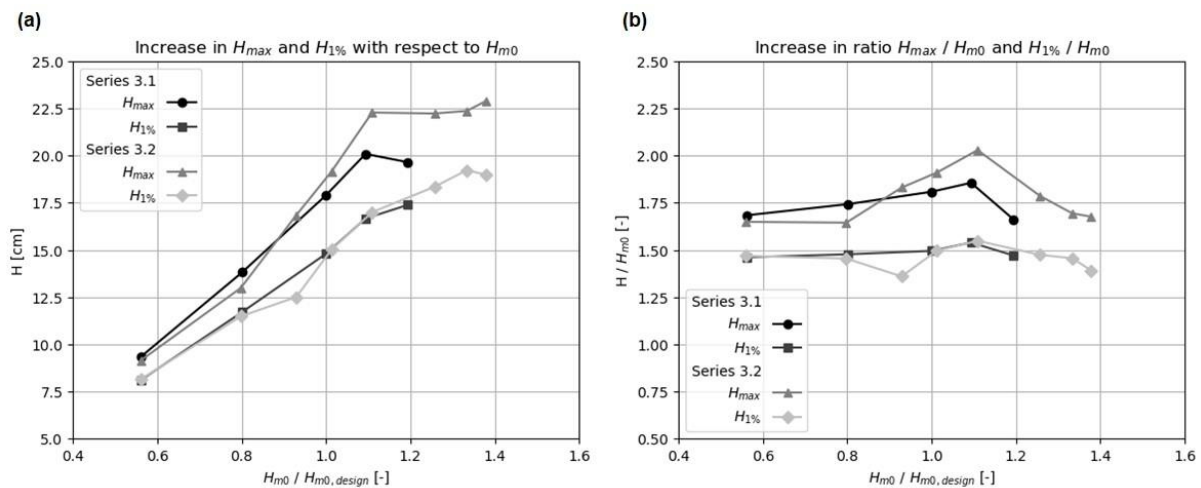 (a)
Increase in Hmax and H1% with respect to Hm0
25.0
22.5
20.0
17.5
15.0
12.5
10.0
7.5
5.0
H [cm]
Series 3.1
Hmax
H1%
Series 3.2
Hmax
H1%
0.4 0.6 0.8 1.0 1.2 1.4 1.6
Hm0 / Hm0,design [-]
(b)
Increase in ratio Hmax / Hm0 and H1% / Hm0
2.50
2.25
2.00
1.75
1.50
1.25
1.00
0.75
0.50
H / Hm0 [-]
Series 3.1
Hmax
H1%
Series 3.2
Hmax
H1%
0.4 0.6 0.8 1.0 1.2 1.4 1.6
Hm0 / Hm0,design [-]